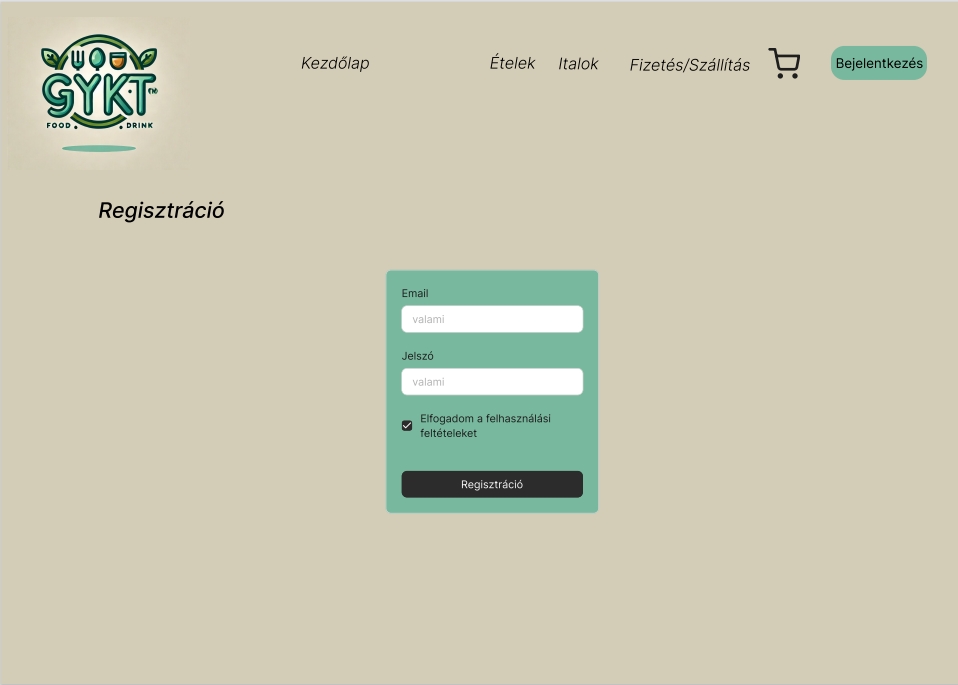 GYKT
FOOD DRINK
Kezdőlap
Ételek
Italok
Fizetés/Szállítás
Bejelentkezés
Regisztráció
Email
valami
Jelszó
valami
Elfogadom a felhasználási
feltételeket
Regisztráció